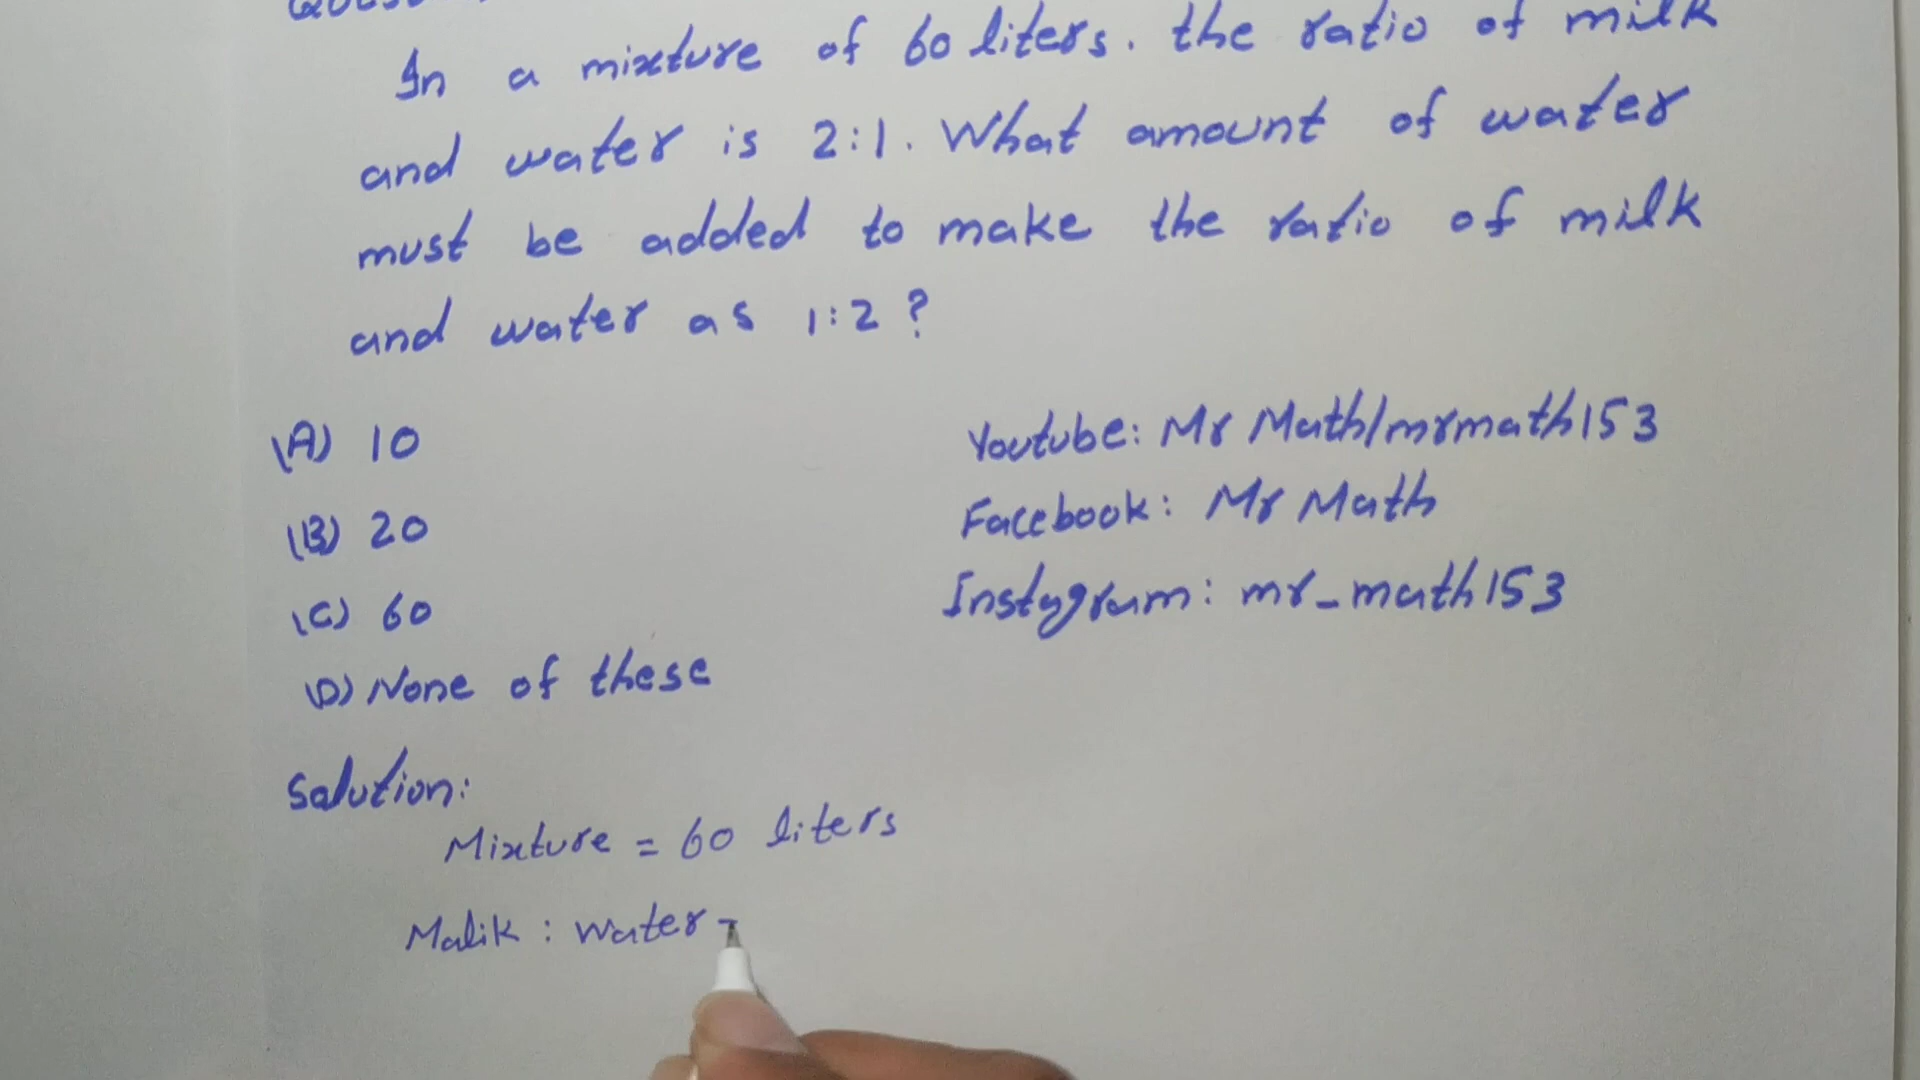 In a mixture of 60 liters. the ratio of milk
and water is 2:1. What amount of water
must be added to make the ratio of milk
and water as 1:2 ?
(A) 10
(B) 20
(C) 60
(D) None of these
Youtube: Mr Math/mrmath153
Facebook: Mr Math
Instagram: mr_math153
Solution:
Mixture = 60 liters
Malik : Water -